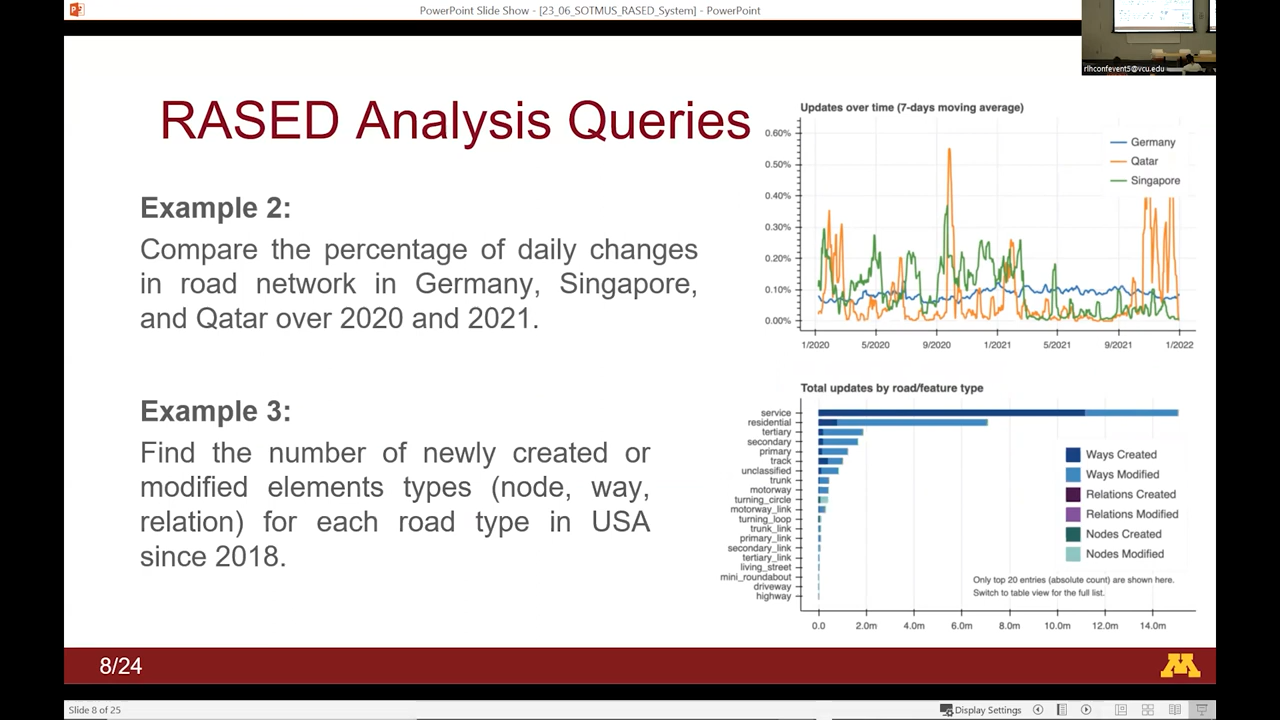 PowerPoint Slide Show - [23_06_SOTMUS_RASED_System] - PowerPoint
rlhconfevent5@vcu.edu
RASED Analysis Queries
Example 2:
Compare the percentage of daily changes
in road network in Germany, Singapore,
and Qatar over 2020 and 2021.
Example 3:
Find the number of newly created or
modified elements types (node, way,
relation) for each road type in USA
since 2018.
Updates over time (7-days moving average)
0.60%
0.50%
0.40%
0.30%
0.20%
0.10%
0.00%
Germany
Qatar
Singapore
1/2020 5/2020 9/2020 1/2021 5/2021 9/2021 1/2022
Total updates by road/feature type
service
residential
tertiary
secondary
primary
track
unclassified
trunk
motorway
turning_circle
motorway_link
turning_loop
trunk_link
primary_link
secondary_link
tertiary_link
living_street
mini_roundabout
driveway
highway
Ways Created
Ways Modified
Relations Created
Relations Modified
Nodes Created
Nodes Modified
Only top 20 entries (absolute count) are shown here.
Switch to table view for the full list.
0.0 2.0m 4.0m 6.0m 8.0m 10.0m 12.0m 14.0m
8/24
M
Slide 8 of 25
Display Settings